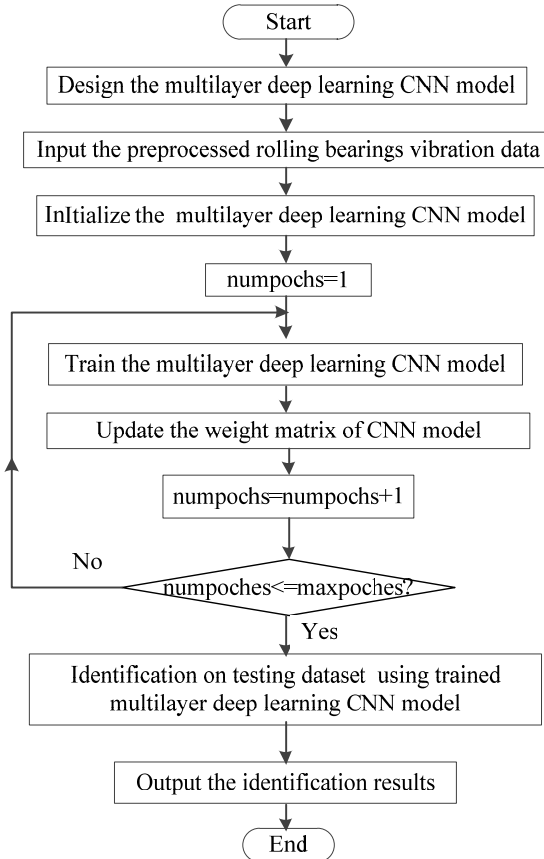 Start
Design the multilayer deep learning CNN model
Input the preprocessed rolling bearings vibration data
InItialize the multilayer deep learning CNN model
numpochs=1
Train the multilayer deep learning CNN model
Update the weight matrix of CNN model
numpochs=numpochs+1
No
numpoches<=maxpoches?
Yes
Identification on testing dataset using trained
multilayer deep learning CNN model
Output the identification results
End